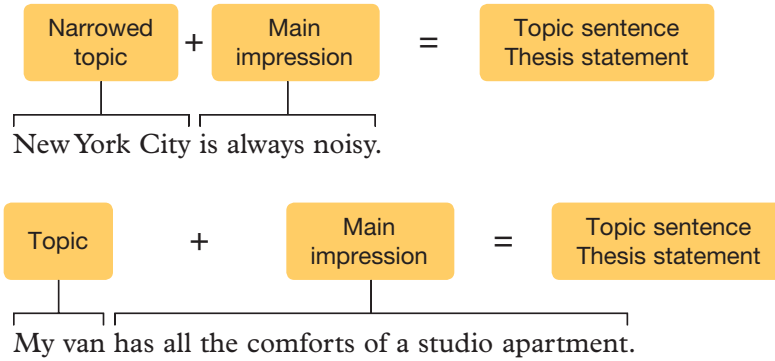 Narrowed topic + Main impression = Topic sentence Thesis statement
New York City is always noisy.
Topic + Main impression = Topic sentence Thesis statement
My van has all the comforts of a studio apartment.